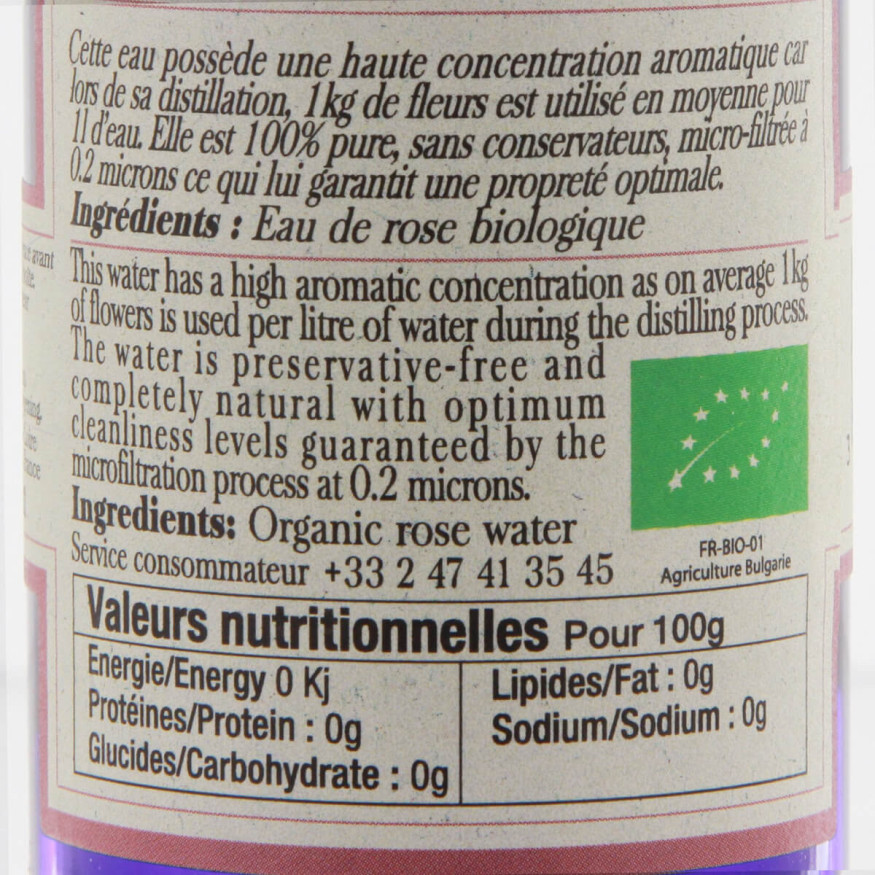 Cette eau possède une haute concentration aromatique car
lors de sa distillation, 1kg de fleurs est utilisé en moyenne pour
1l d'eau. Elle est 100% pure, sans conservateurs, micro-filtrée à
0.2 microns ce qui lui garantit une propreté optimale.
Ingrédients : Eau de rose biologique
This water has a high aromatic concentration as on average 1kg
of flowers is used per litre of water during the distilling process.
The water is preservative-free and
completely natural with optimum
cleanliness levels guaranteed by the
microfiltration process at 0.2 microns.
Ingredients: Organic rose water
Service consommateur +33 2 47 41 35 45
FR-BIO-01
Agriculture Bulgarie
Valeurs nutritionnelles Pour 100g
Energie/Energy 0 Kj
Protéines/Protein : 0g
Glucides/Carbohydrate : 0g
Lipides/Fat : 0g
Sodium/Sodium : 0g
avant